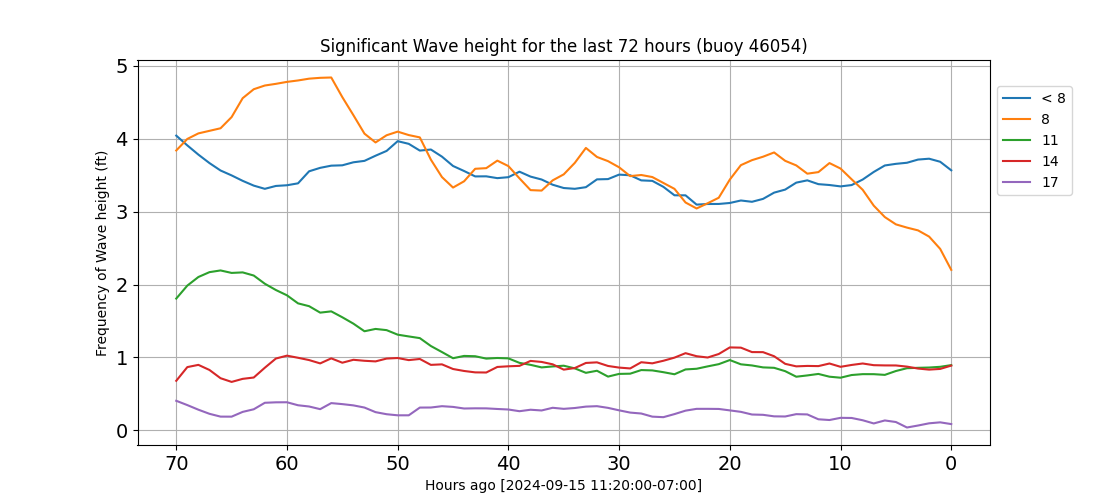 Significant Wave height for the last 72 hours (buoy 46054)
Frequency of Wave height (ft)
5
4
3
2
1
0
70 60 50 40 30 20 10 0
Hours ago [2024-09-15 11:20:00-07:00]
< 8
8
11
14
17